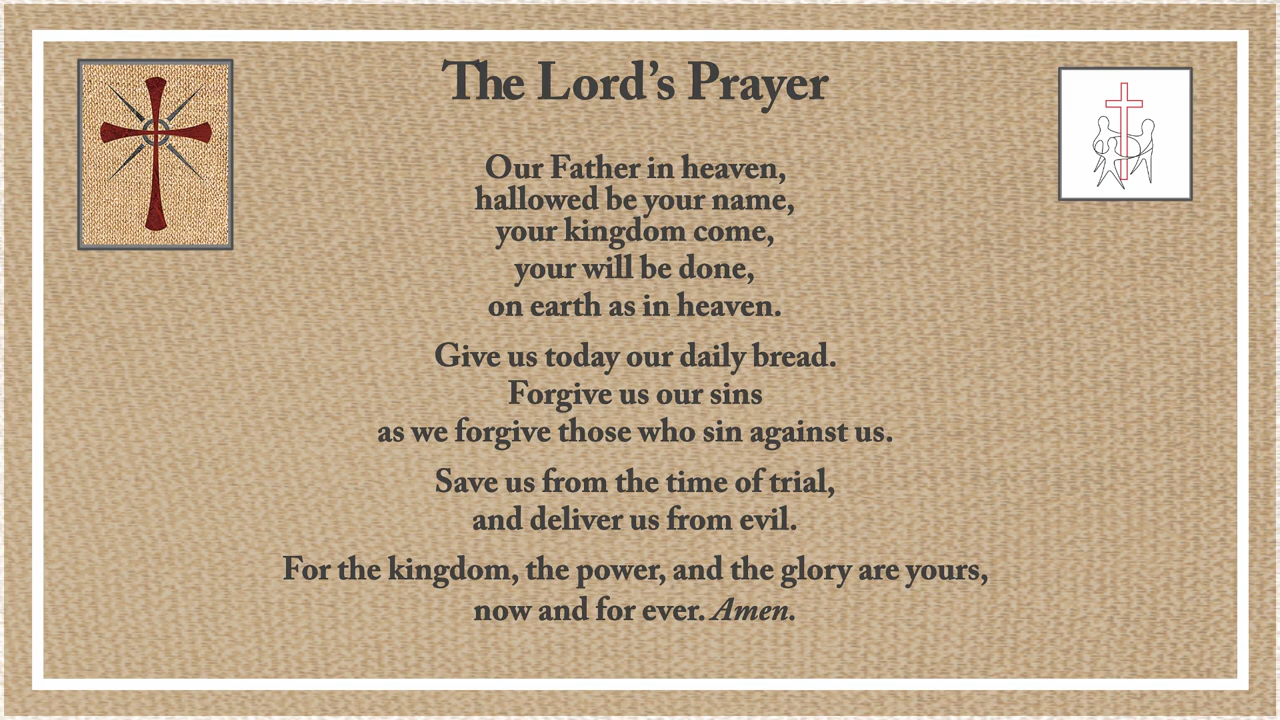 The Lord’s Prayer
Our Father in heaven,
hallowed be your name,
your kingdom come,
your will be done,
on earth as in heaven.
Give us today our daily bread.
Forgive us our sins
as we forgive those who sin against us.
Save us from the time of trial,
and deliver us from evil.
For the kingdom, the power, and the glory are yours,
now and for ever. Amen.